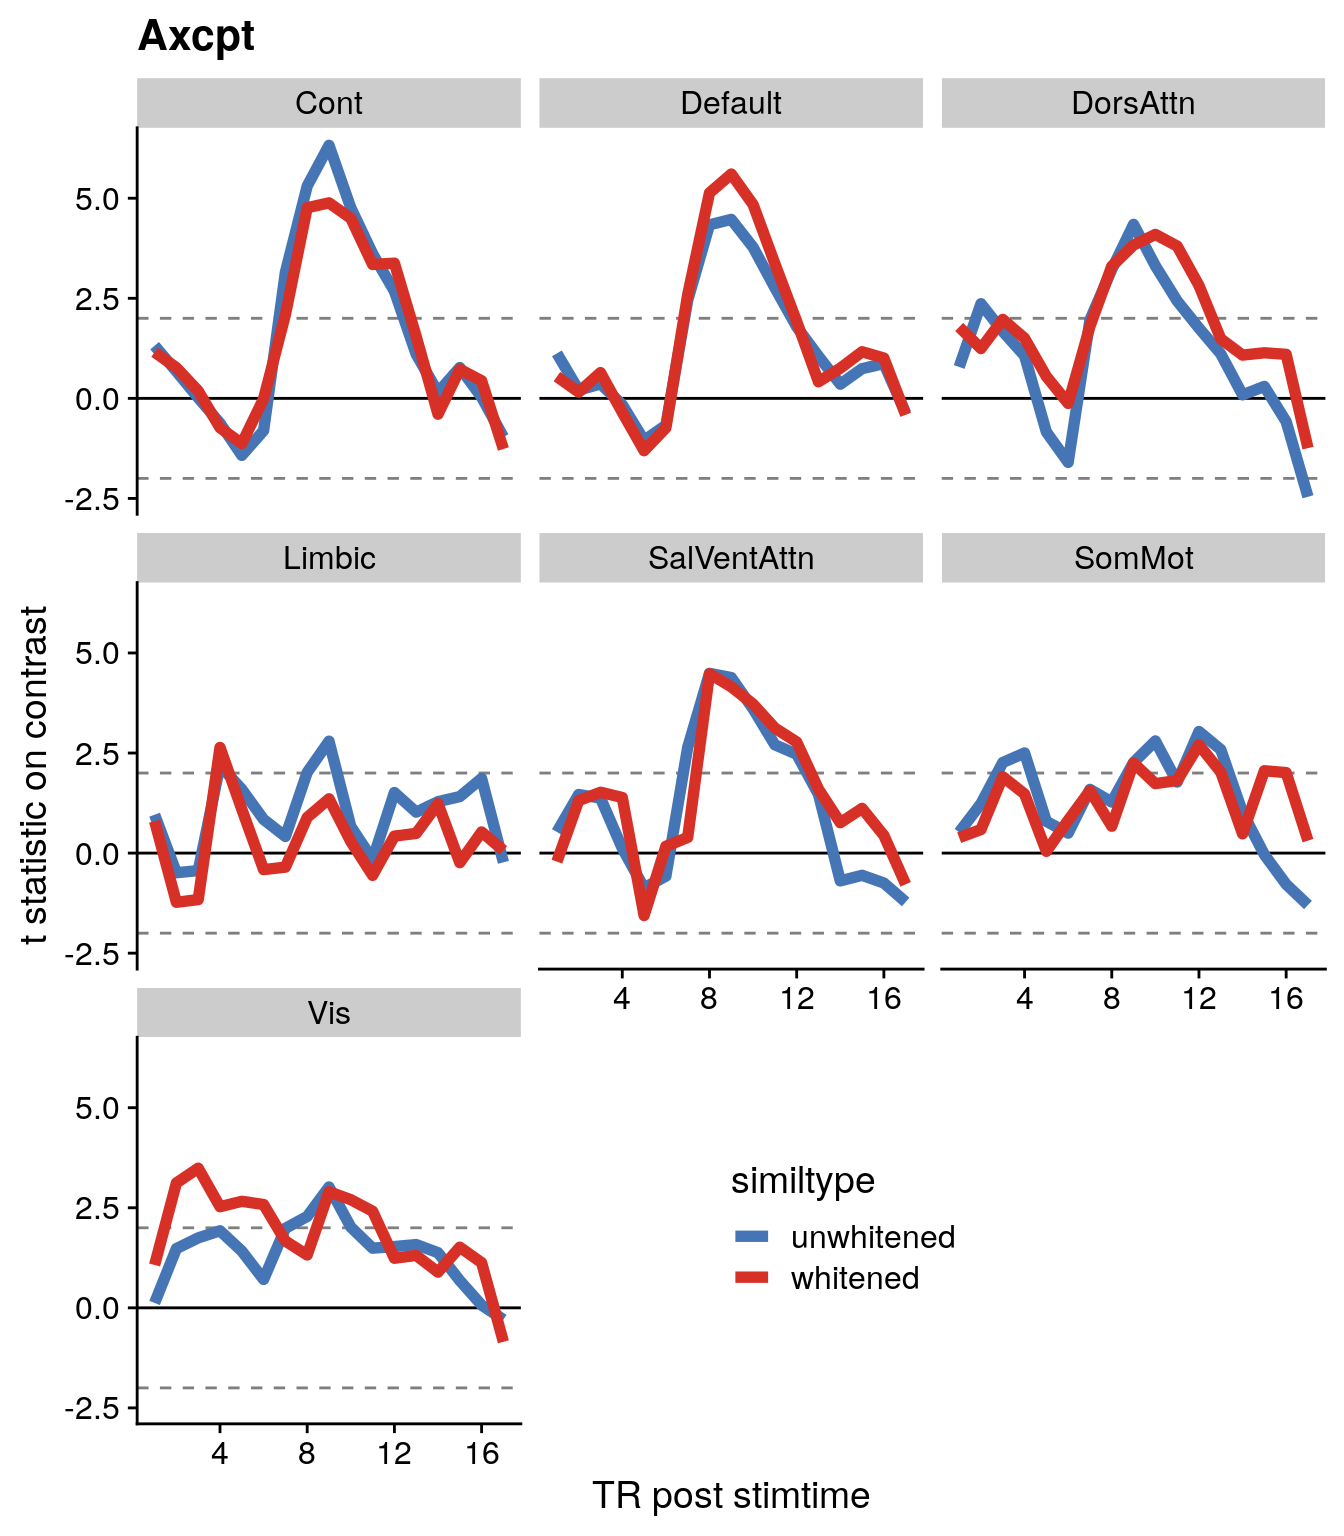 Axcpt
Cont
Default
DorsAttn
5.0
2.5
0.0
-2.5
Limbic
SalVentAttn
SomMot
5.0
2.5
0.0
-2.5
4 8 12 16
4 8 12 16
Vis
5.0
2.5
0.0
-2.5
4 8 12 16
t statistic on contrast
TR post stimtime
similtype
unwhitened
whitened